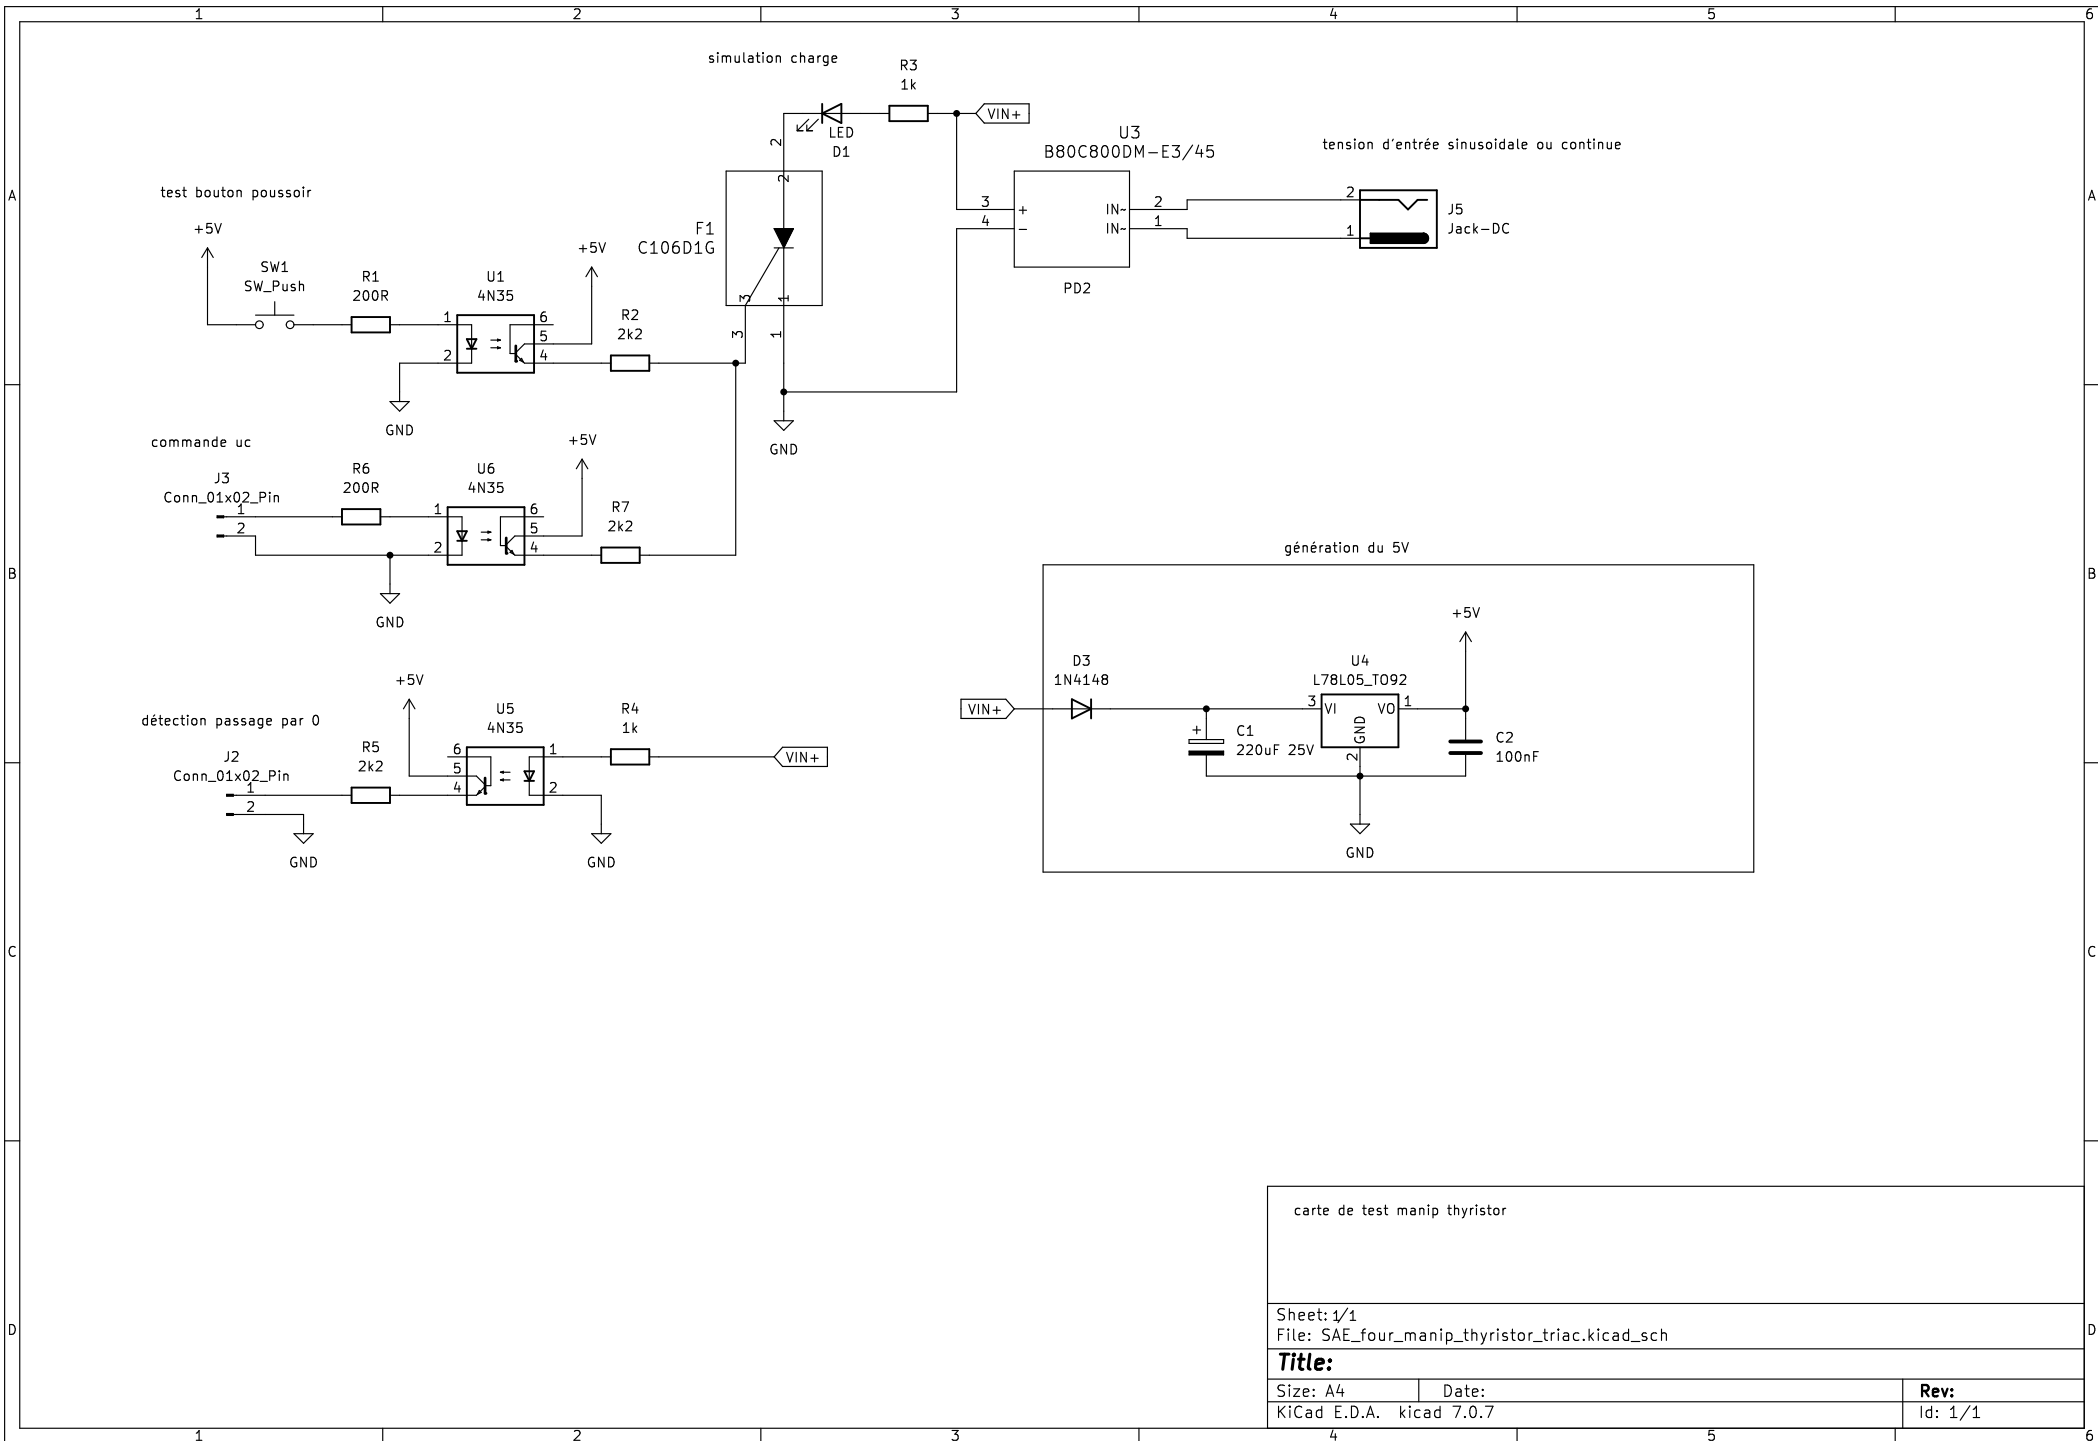 1 2 3 4 5 6
simulation charge
R3
1k
VIN+
LED
D1
2
2
U3
B80C800DM-E3/45
tension d'entrée sinusoidale ou continue
A
A
test bouton poussoir
+5V
SW1
SW_Push
R1
200R
U1
4N35
+5V
F1
C106D1G
3 +
4 -
IN~ 2
IN~ 1
2
1
J5
Jack-DC
PD2
1
2
6
5
4
R2
2k2
3
1
3
1
GND
GND
commande uc
J3
Conn_01x02_Pin
1
2
R6
200R
U6
4N35
+5V
1
2
6
5
4
R7
2k2
GND
B
B
génération du 5V
+5V
D3
1N4148
U4
L78L05_TO92
VIN+
3 VI
VO 1
GND
2
+
C1
220uF 25V
C2
100nF
GND
+5V
détection passage par 0
J2
Conn_01x02_Pin
1
2
R5
2k2
U5
4N35
6
5
4
1
2
R4
1k
VIN+
GND
GND
C
C
carte de test manip thyristor
Sheet: 1/1
File: SAE_four_manip_thyristor_triac.kicad_sch
Title:
Size: A4 Date: Rev:
KiCad E.D.A. kicad 7.0.7 Id: 1/1
D
D
1 2 3 4 5 6